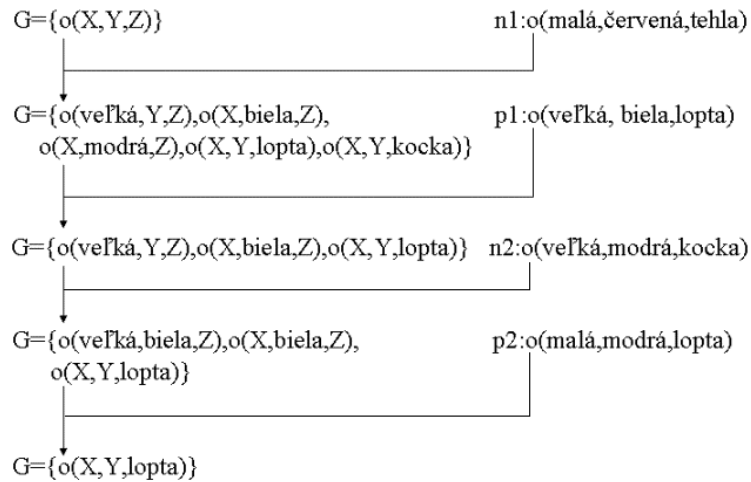 G={o(X,Y,Z)} n1:o(malá,červená,tehla)
G={o(veľká,Y,Z),o(X,biela,Z), p1:o(veľká, biela,lopta)
o(X,modrá,Z),o(X,Y,lopta),o(X,Y,kocka)}
G={o(veľká,Y,Z),o(X,biela,Z),o(X,Y,lopta)} n2:o(veľká,modrá,kocka)
G={o(veľká,biela,Z),o(X,biela,Z), p2:o(malá,modrá,lopta)
o(X,Y,lopta)}
G={o(X,Y,lopta)}